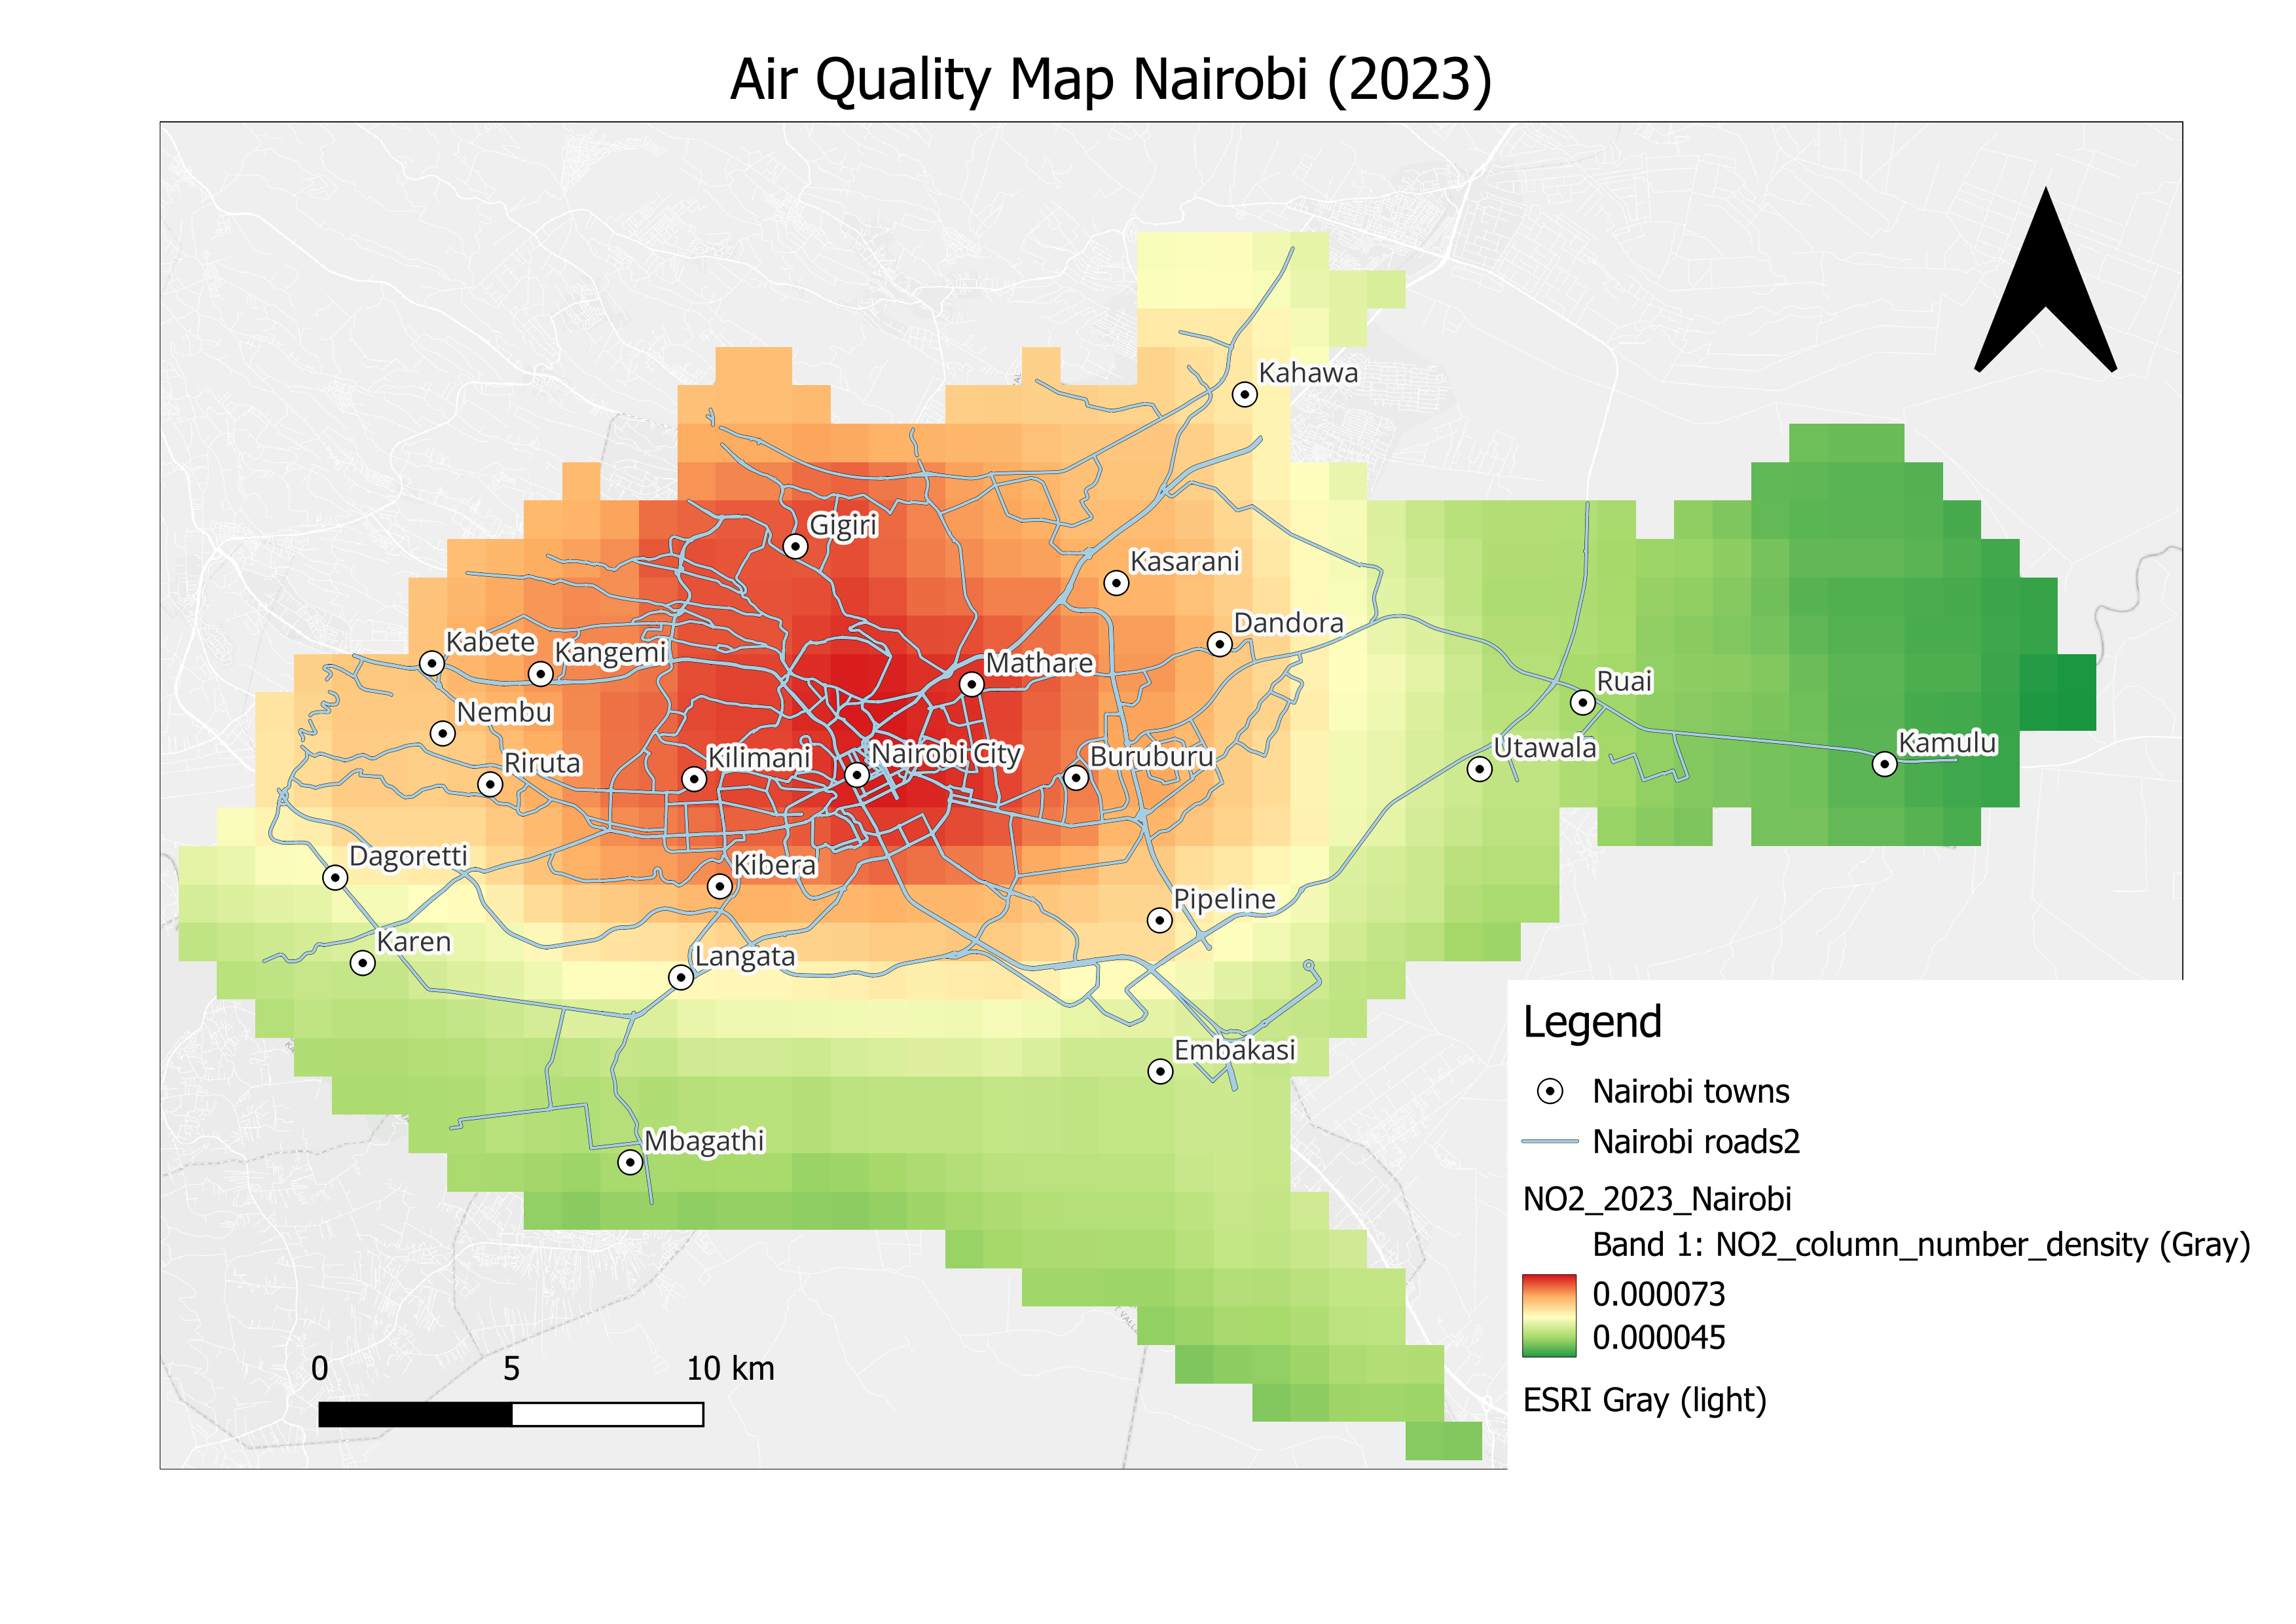 Air Quality Map Nairobi (2023)
Kahawa
Gigiri
Kasarani
Dandora
Kabete
Kangemi
Mathare
Ruai
Nembu
Riruta
Kilimani
Nairobi City
Buruburu
Utawala
Kamulu
Dagoretti
Kibera
Pipeline
Karen
Langata
Embakasi
Mbagathi
Legend
Nairobi towns
Nairobi roads2
NO2_2023_Nairobi
Band 1: NO2_column_number_density (Gray)
0.000073
0.000045
ESRI Gray (light)
0 5 10 km